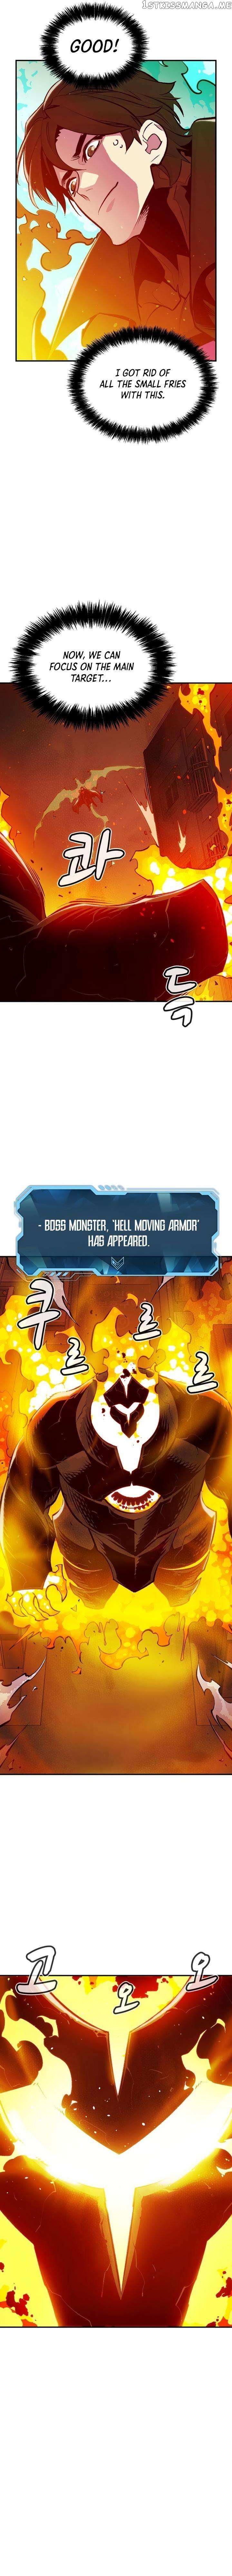 1STKISSMANGA.ME
GOOD!
I GOT RID OF
ALL THE SMALL FRIES
WITH THIS.
NOW, WE CAN
FOCUS ON THE MAIN
TARGET...
콰
득
- BOSS MONSTER, 'HELL MOVING ARMOR'
HAS APPEARED.
쿠
르
르
르
고
오
오